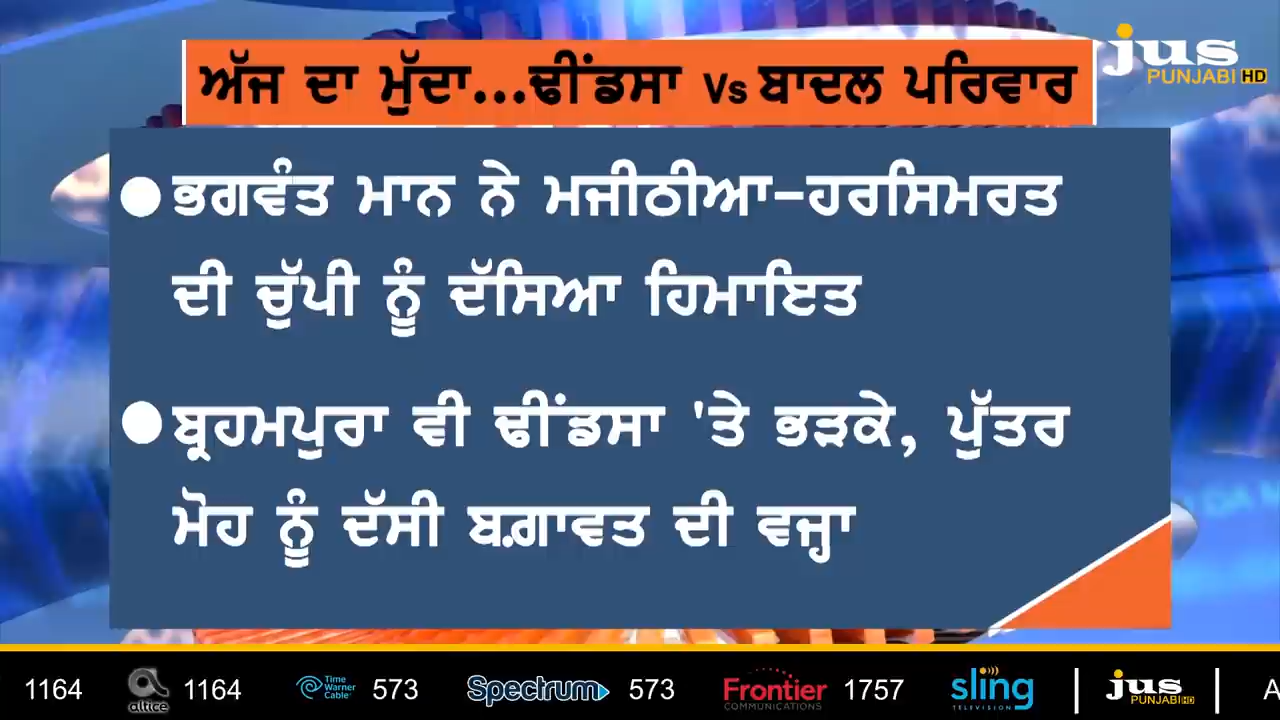 ਅੱਜ ਦਾ ਮੁੱਦਾ...ਢੀਂਡਸਾ Vs ਬਾਦਲ ਪਰਿਵਾਰ
jus
PUNJABI HD
ਭਗਵੰਤ ਮਾਨ ਨੇ ਮਜੀਠੀਆ-ਹਰਸਿਮਰਤ
ਦੀ ਚੁੱਪੀ ਨੂੰ ਦੱਸਿਆ ਹਿਮਾਇਤ
ਬ੍ਰਹਮਪੁਰਾ ਵੀ ਢੀਂਡਸਾ 'ਤੇ ਭੜਕੇ, ਪੁੱਤਰ
ਮੋਹ ਨੂੰ ਦੱਸੀ ਬਗ਼ਾਵਤ ਦੀ ਵਜ੍ਹਾ
1164 altice 1164 Time Warner Cable 573 Spectrum 573 Frontier COMMUNICATIONS 1757 sling TELEVISION | jus PUNJABI HD | A